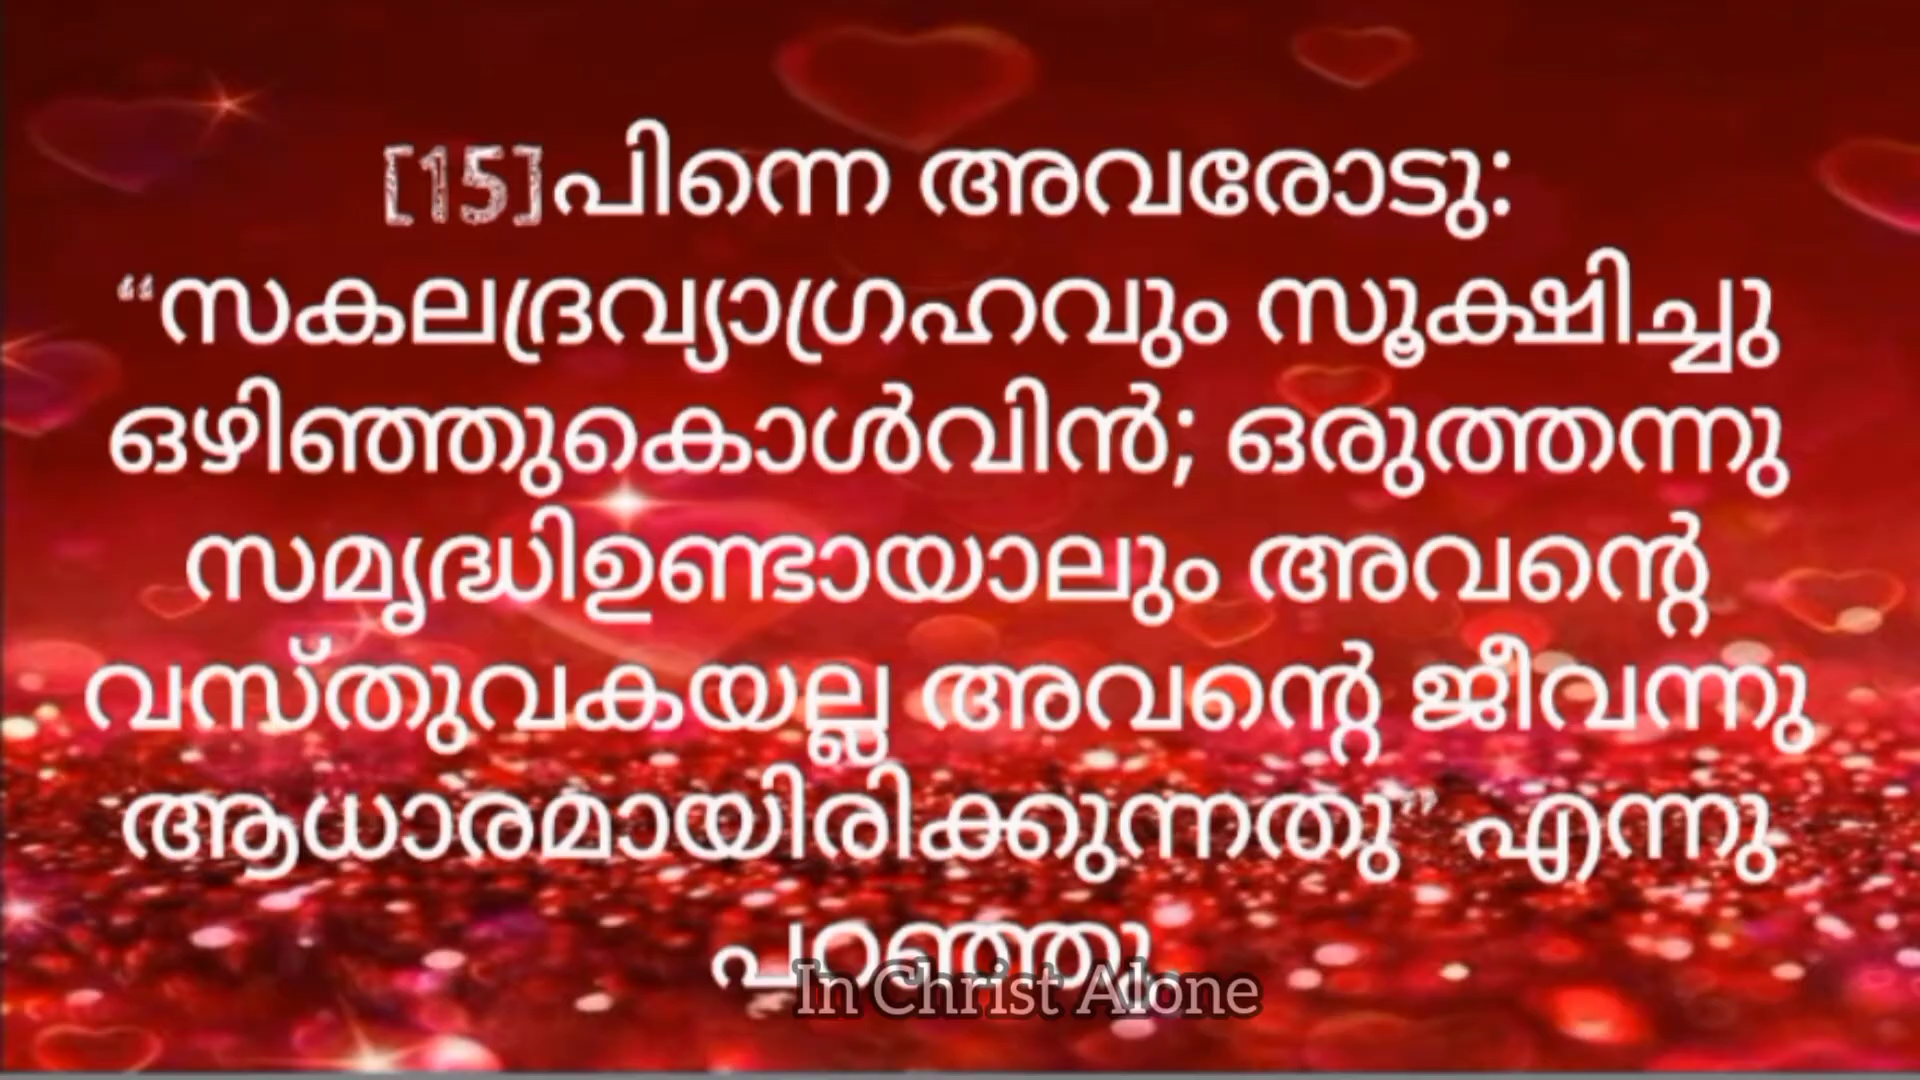 [15]പിന്നെ അവരോടു:
“സകലദ്രവ്യാഗ്രഹവും സൂക്ഷിച്ചു
ഒഴിഞ്ഞുകൊൾവിൻ; ഒരുത്തന്നു
സമൃദ്ധിഉണ്ടായാലും അവന്റെ
വസ്തുവകയല്ല അവന്റെ ജീവന്നു
ആധാരമായിരിക്കുന്നതു” എന്നു
പറഞ്ഞു.
In Christ Alone